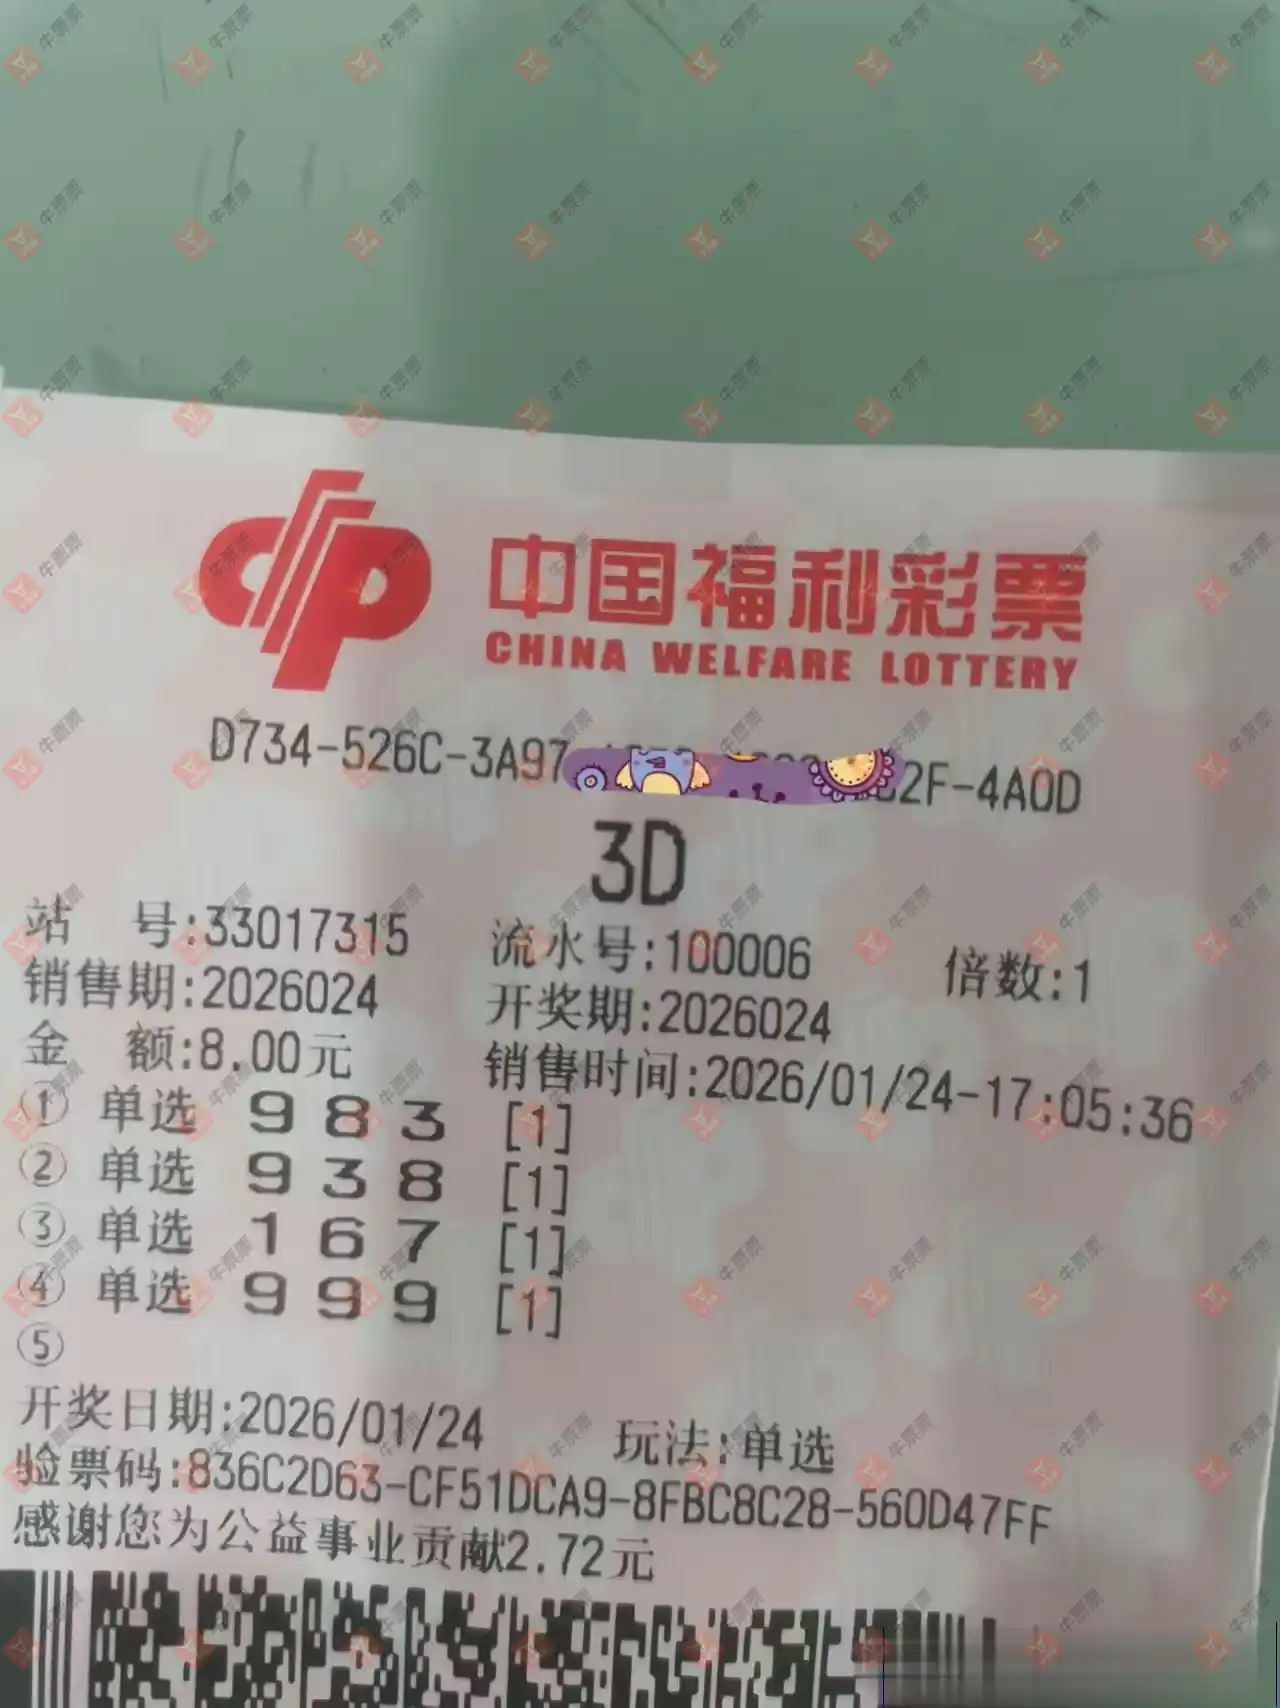 中国福利彩票
CHINA WELFARE LOTTERY
D734-526C-3A97 2F-4A0D
3D
站 号:33017315 流水号:100006 倍数:1
销售期:2026024 开奖期:2026024
金 额:8.00元 销售时间:2026/01/24-17:05:36
① 单选 9 8 3 [1]
② 单选 9 3 8 [1]
③ 单选 1 6 7 [1]
④ 单选 9 9 9 [1]
⑤
开奖日期:2026/01/24 玩法:单选
验票码:836C2D63-CF51DCA9-8FBC8C28-560D47FF
感谢您为公益事业贡献2.72元
牛票票